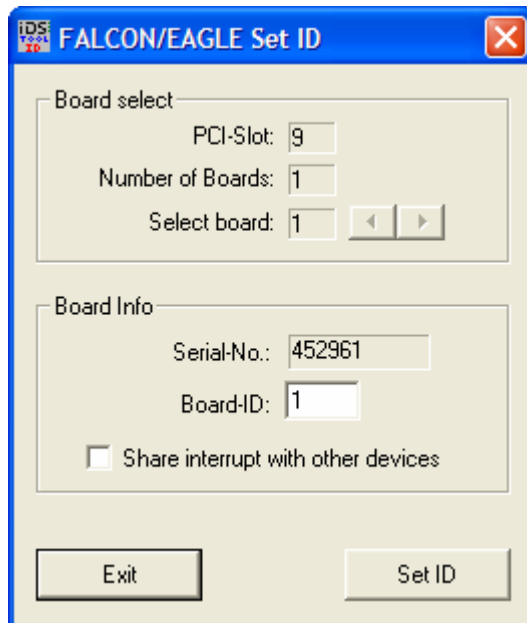 iDS
TOOL
ID
FALCON/EAGLE Set ID
Board select
PCI-Slot: 9
Number of Boards: 1
Select board: 1
Board Info
Serial-No.: 452961
Board-ID: 1
Share interrupt with other devices
Exit Set ID